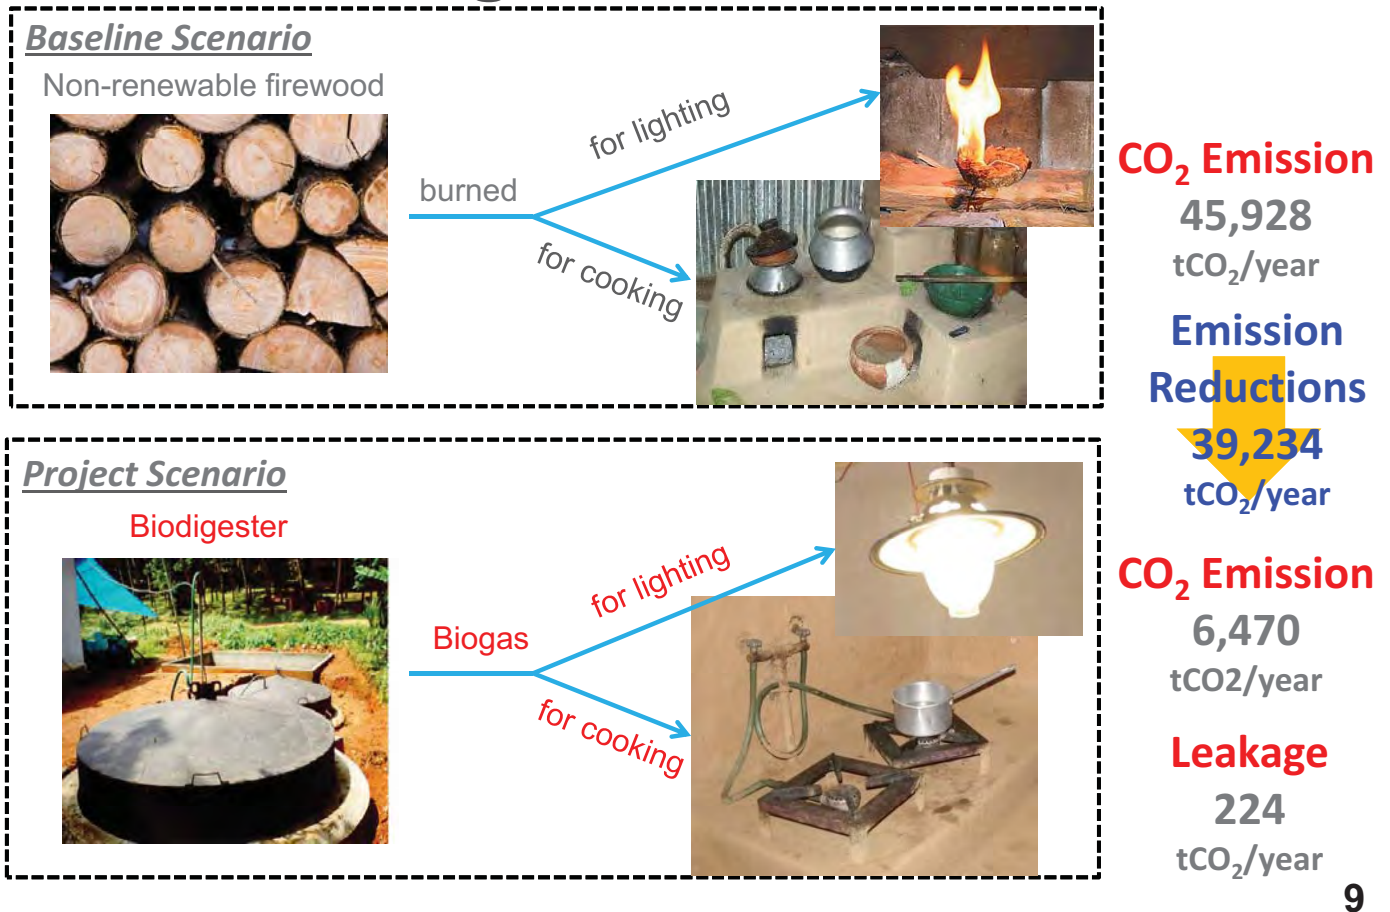 Baseline Scenario
Non-renewable firewood
burned
for lighting
for cooking
CO₂ Emission
45,928
tCO₂/year
Emission
Reductions
39,234
tCO₂/year
Project Scenario
Biodigester
Biogas
for lighting
for cooking
CO₂ Emission
6,470
tCO2/year
Leakage
224
tCO₂/year
9